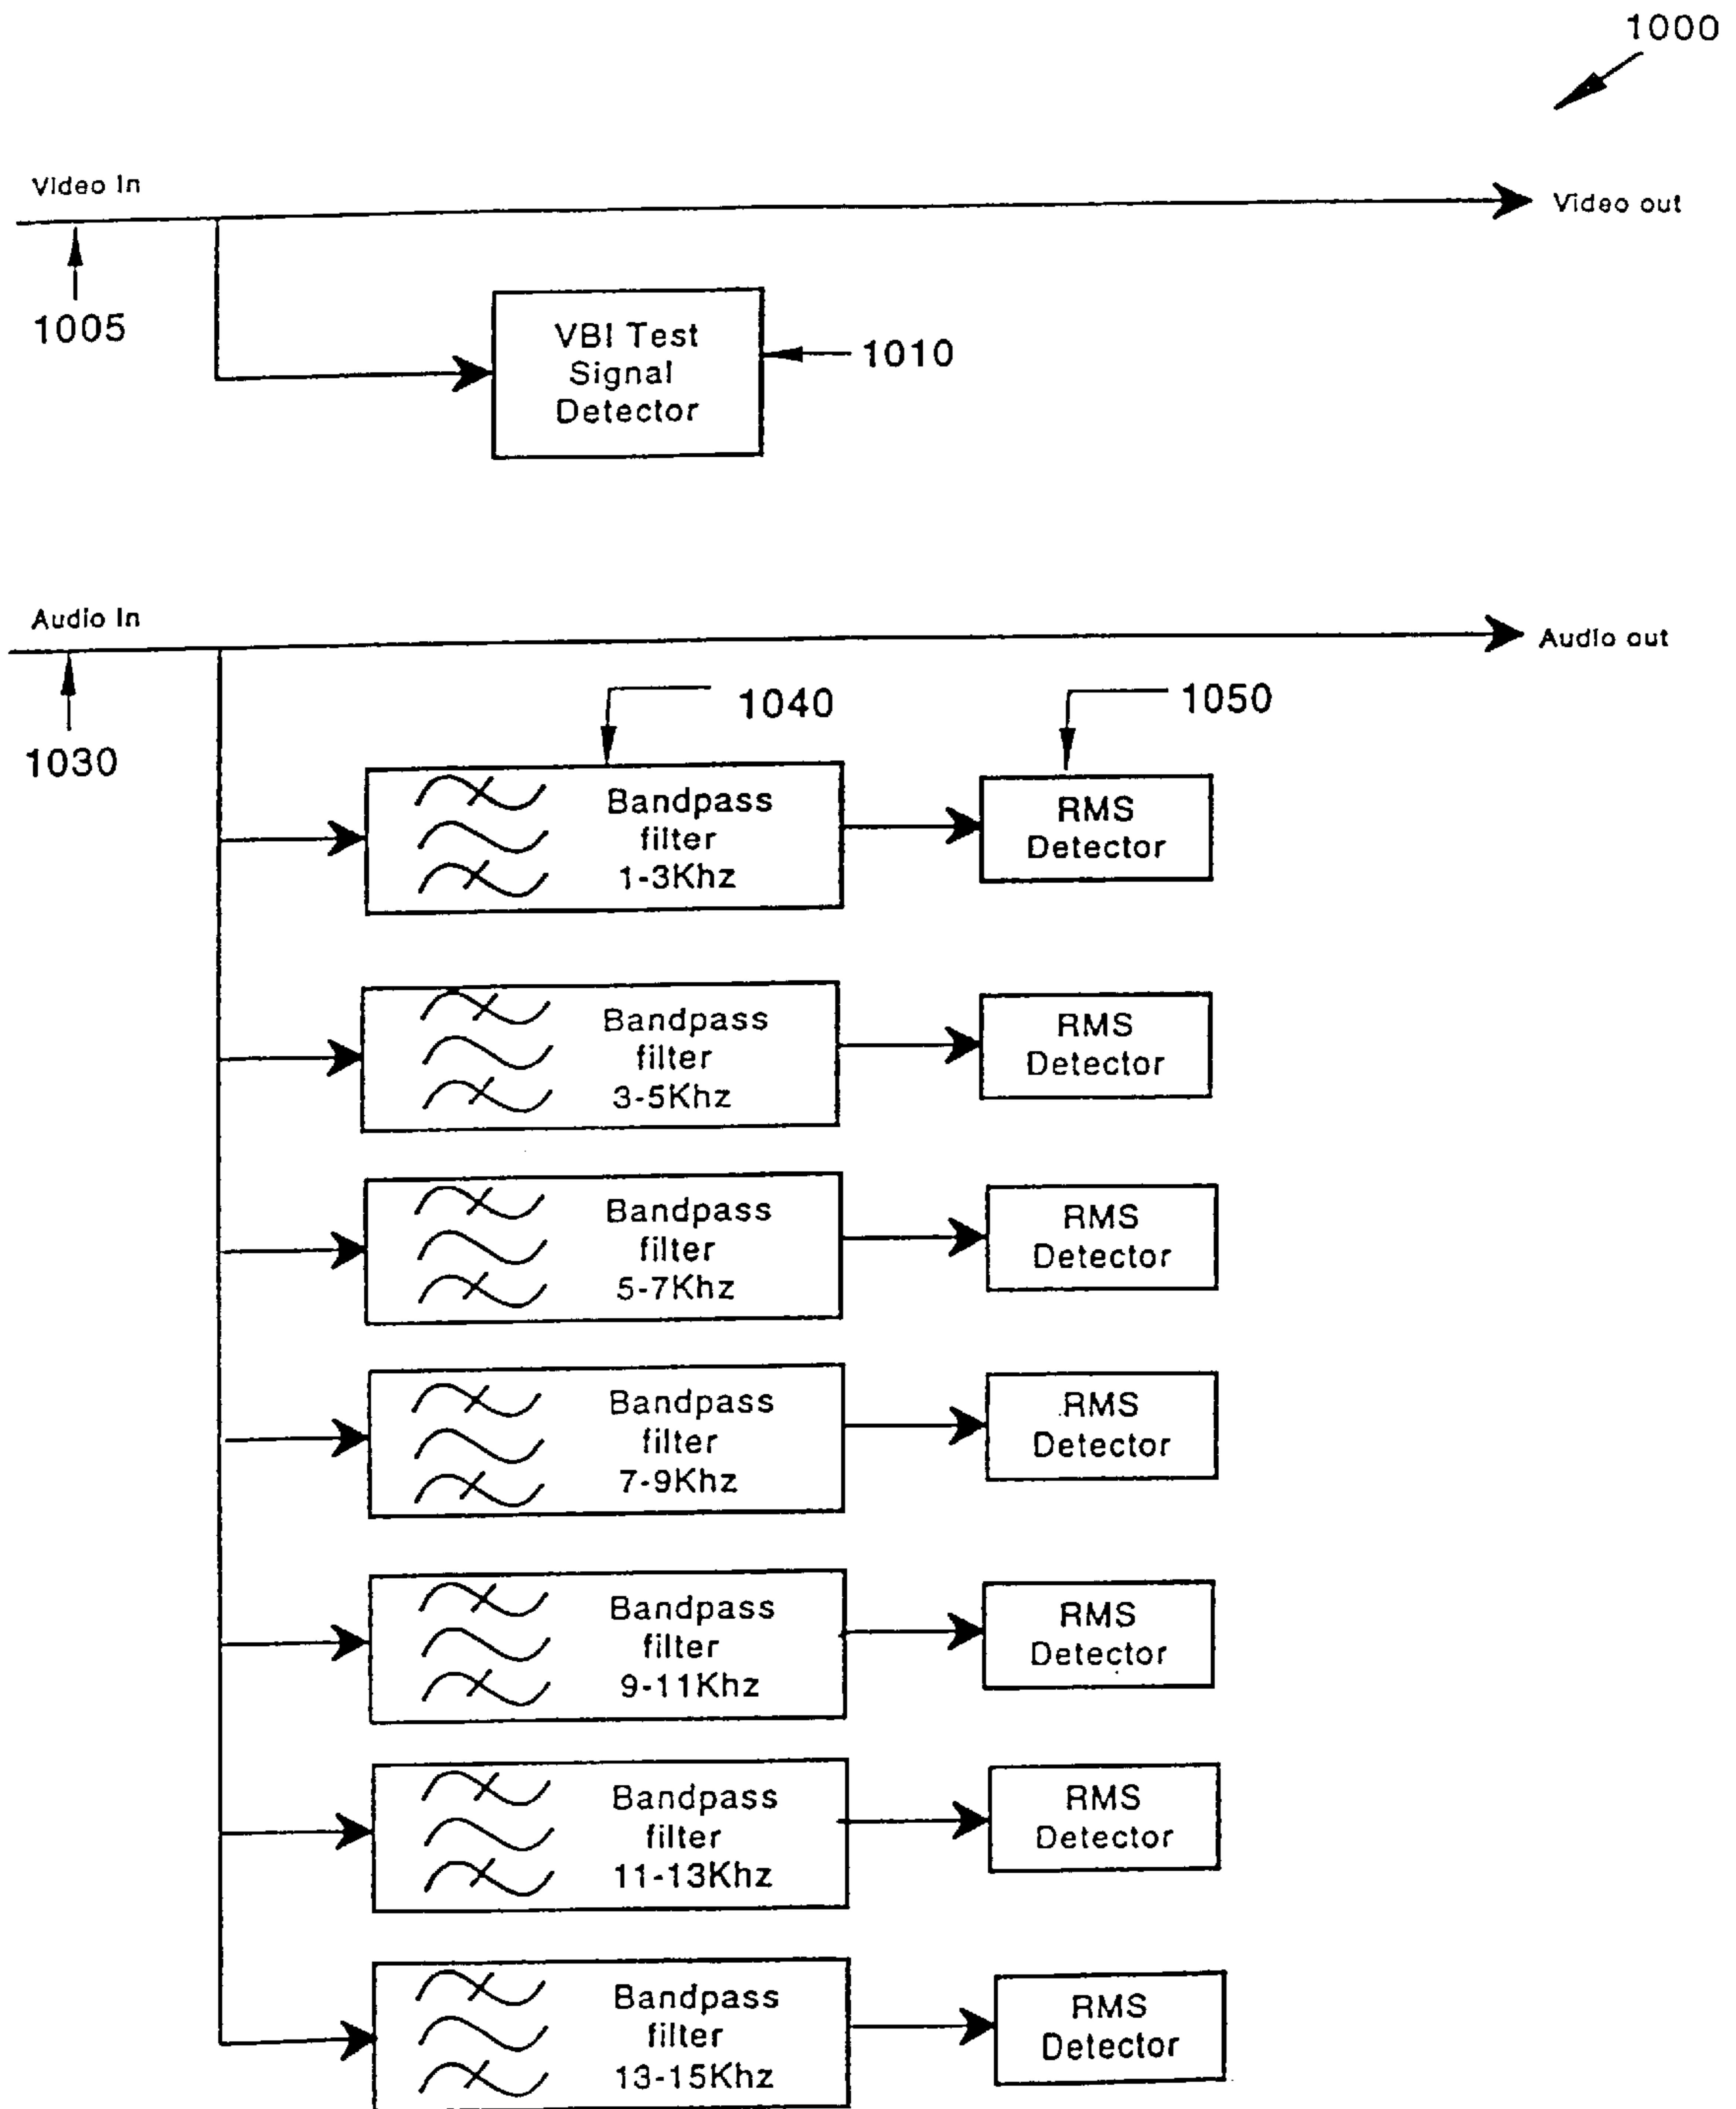 1000
Video In
Video out
1005
VBI Test
Signal
Detector
1010
Audio In
Audio out
1030
1040
1050
Bandpass
filter
1-3Khz
RMS
Detector
Bandpass
filter
3-5Khz
RMS
Detector
Bandpass
filter
5-7Khz
RMS
Detector
Bandpass
filter
7-9Khz
RMS
Detector
Bandpass
filter
9-11Khz
RMS
Detector
Bandpass
filter
11-13Khz
RMS
Detector
Bandpass
filter
13-15Khz
RMS
Detector